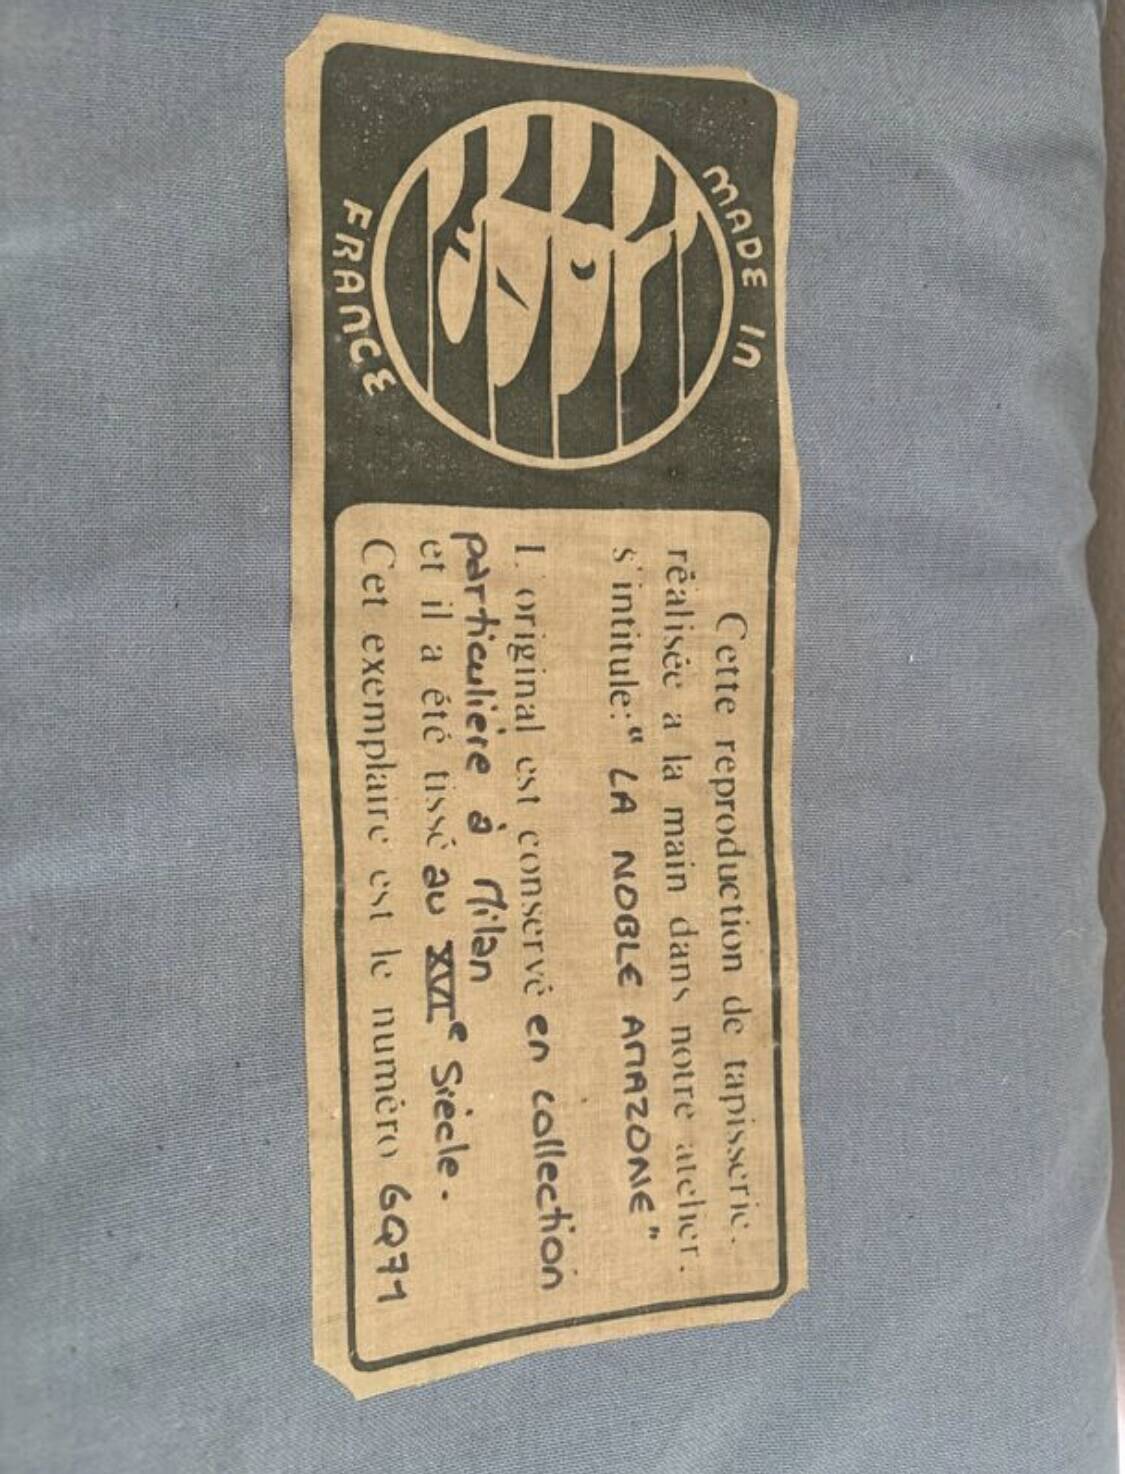 MADE IN
FRANCE
Cette reproduction de tapisserie,
réalisée a la main dans notre atelier,
s'intitule: "LA NOBLE AMAZONE"
L'original est conservé en collection
particulière à Milan
et il a été tissé au XVIe Siècle.
Cet exemplaire est le numéro 6Q71